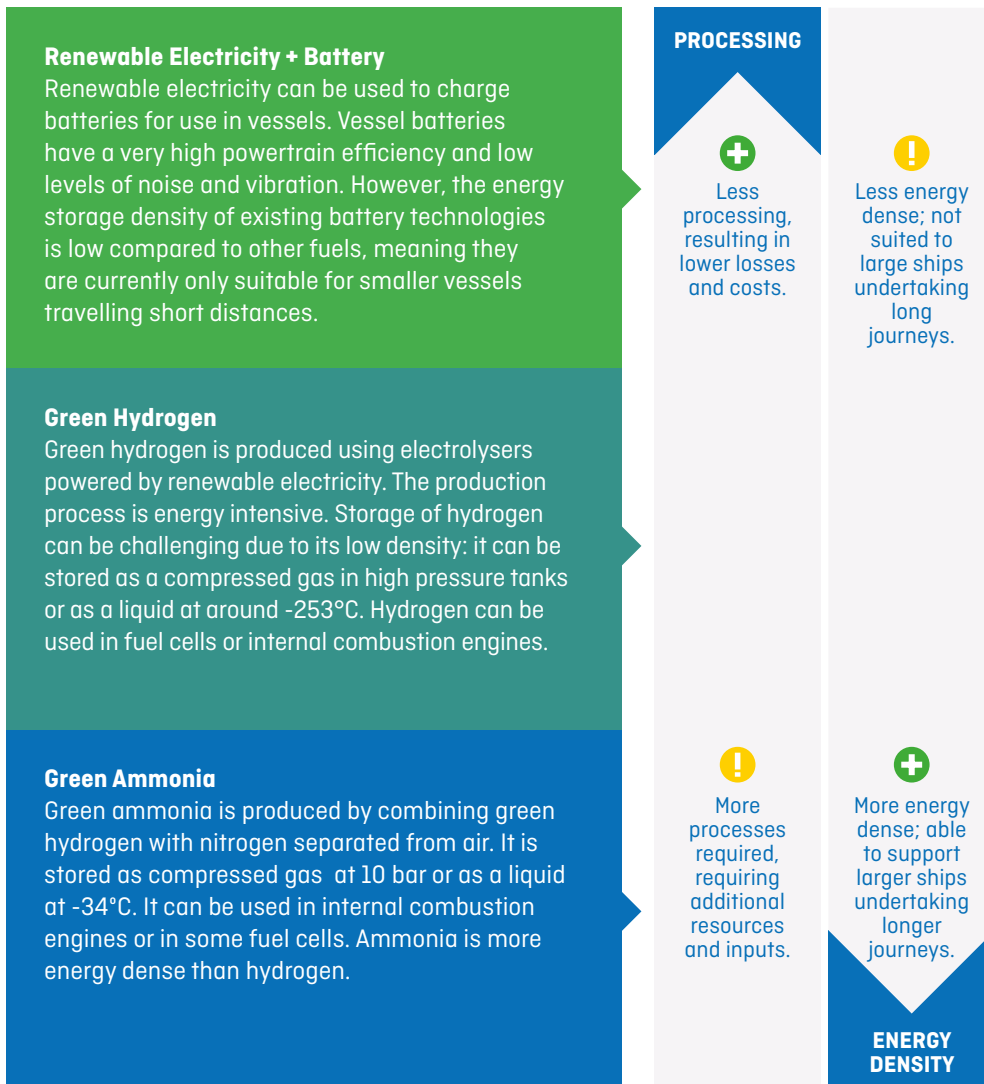 Renewable Electricity + Battery
Renewable electricity can be used to charge
batteries for use in vessels. Vessel batteries
have a very high powertrain efficiency and low
levels of noise and vibration. However, the energy
storage density of existing battery technologies
is low compared to other fuels, meaning they
are currently only suitable for smaller vessels
travelling short distances.
Green Hydrogen
Green hydrogen is produced using electrolysers
powered by renewable electricity. The production
process is energy intensive. Storage of hydrogen
can be challenging due to its low density: it can be
stored as a compressed gas in high pressure tanks
or as a liquid at around -253°C. Hydrogen can be
used in fuel cells or internal combustion engines.
Green Ammonia
Green ammonia is produced by combining green
hydrogen with nitrogen separated from air. It is
stored as compressed gas  at 10 bar or as a liquid
at -34°C. It can be used in internal combustion
engines or in some fuel cells. Ammonia is more
energy dense than hydrogen.
PROCESSING
Less
processing,
resulting in
lower losses
and costs.
More
processes
required,
requiring
additional
resources
and inputs.
Less energy
dense; not
suited to
large ships
undertaking
long
journeys.
More energy
dense; able
to support
larger ships
undertaking
longer
journeys.
ENERGY
DENSITY